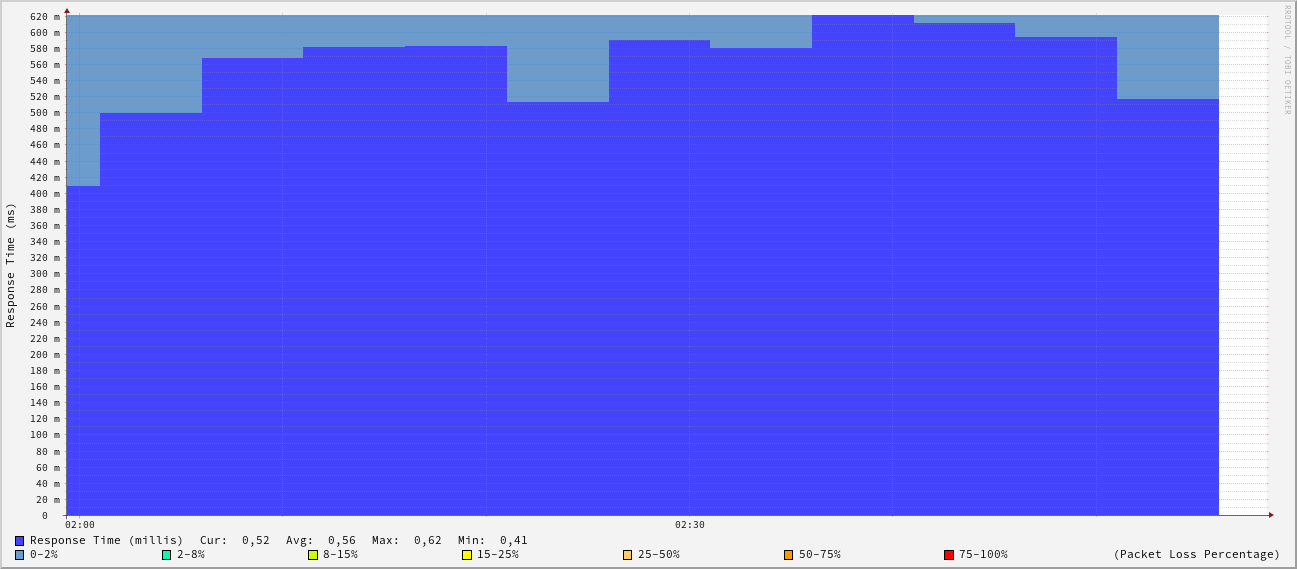 620 m
600 m
580 m
560 m
540 m
520 m
500 m
480 m
460 m
440 m
420 m
400 m
380 m
360 m
340 m
320 m
300 m
280 m
260 m
240 m
220 m
200 m
180 m
160 m
140 m
120 m
100 m
80 m
60 m
40 m
20 m
0
Response Time (ms)
RRDTOOL / TOBI OETIKER
02:00 02:30
Response Time (millis) Cur: 0,52 Avg: 0,56 Max: 0,62 Min: 0,41
0-2% 2-8% 8-15% 15-25% 25-50% 50-75% 75-100% (Packet Loss Percentage)